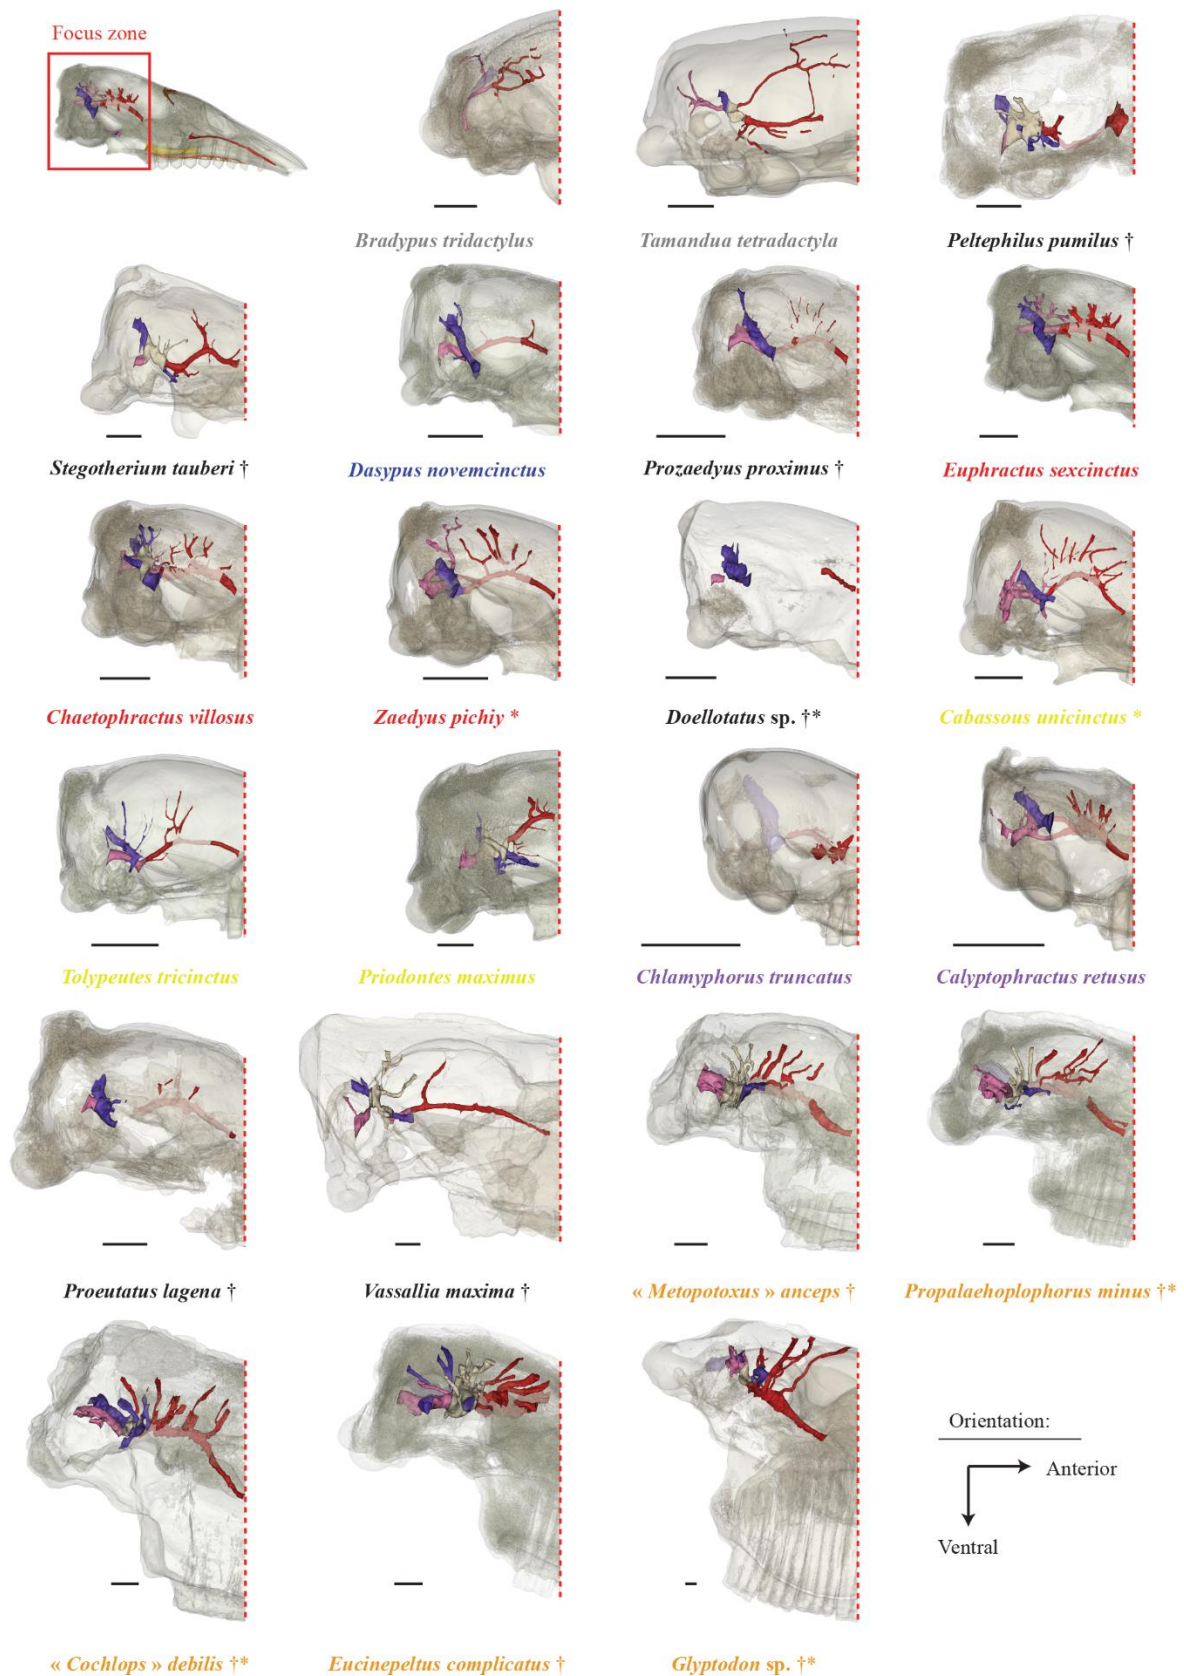 Focus zone
Bradypus tridactylus
Tamandua tetradactyla
Peltephilus pumilus †
Stegotherium tauberi †
Dasypus novemcinctus
Prozaedyus proximus †
Euphractus sexcinctus
Chaetophractus villosus
Zaedyus pichiy *
Doellotatus sp. †*
Cabassous unicinctus *
Tolypeutes tricinctus
Priodontes maximus
Chlamyphorus truncatus
Calyptophractus retusus
Proeutatus lagena †
Vassallia maxima †
« Metopotoxus » anceps †
Propalaehoplophorus minus †*
Orientation:
Anterior
Ventral
« Cochlops » debilis †*
Eucinepeltus complicatus †
Glyptodon sp. †*